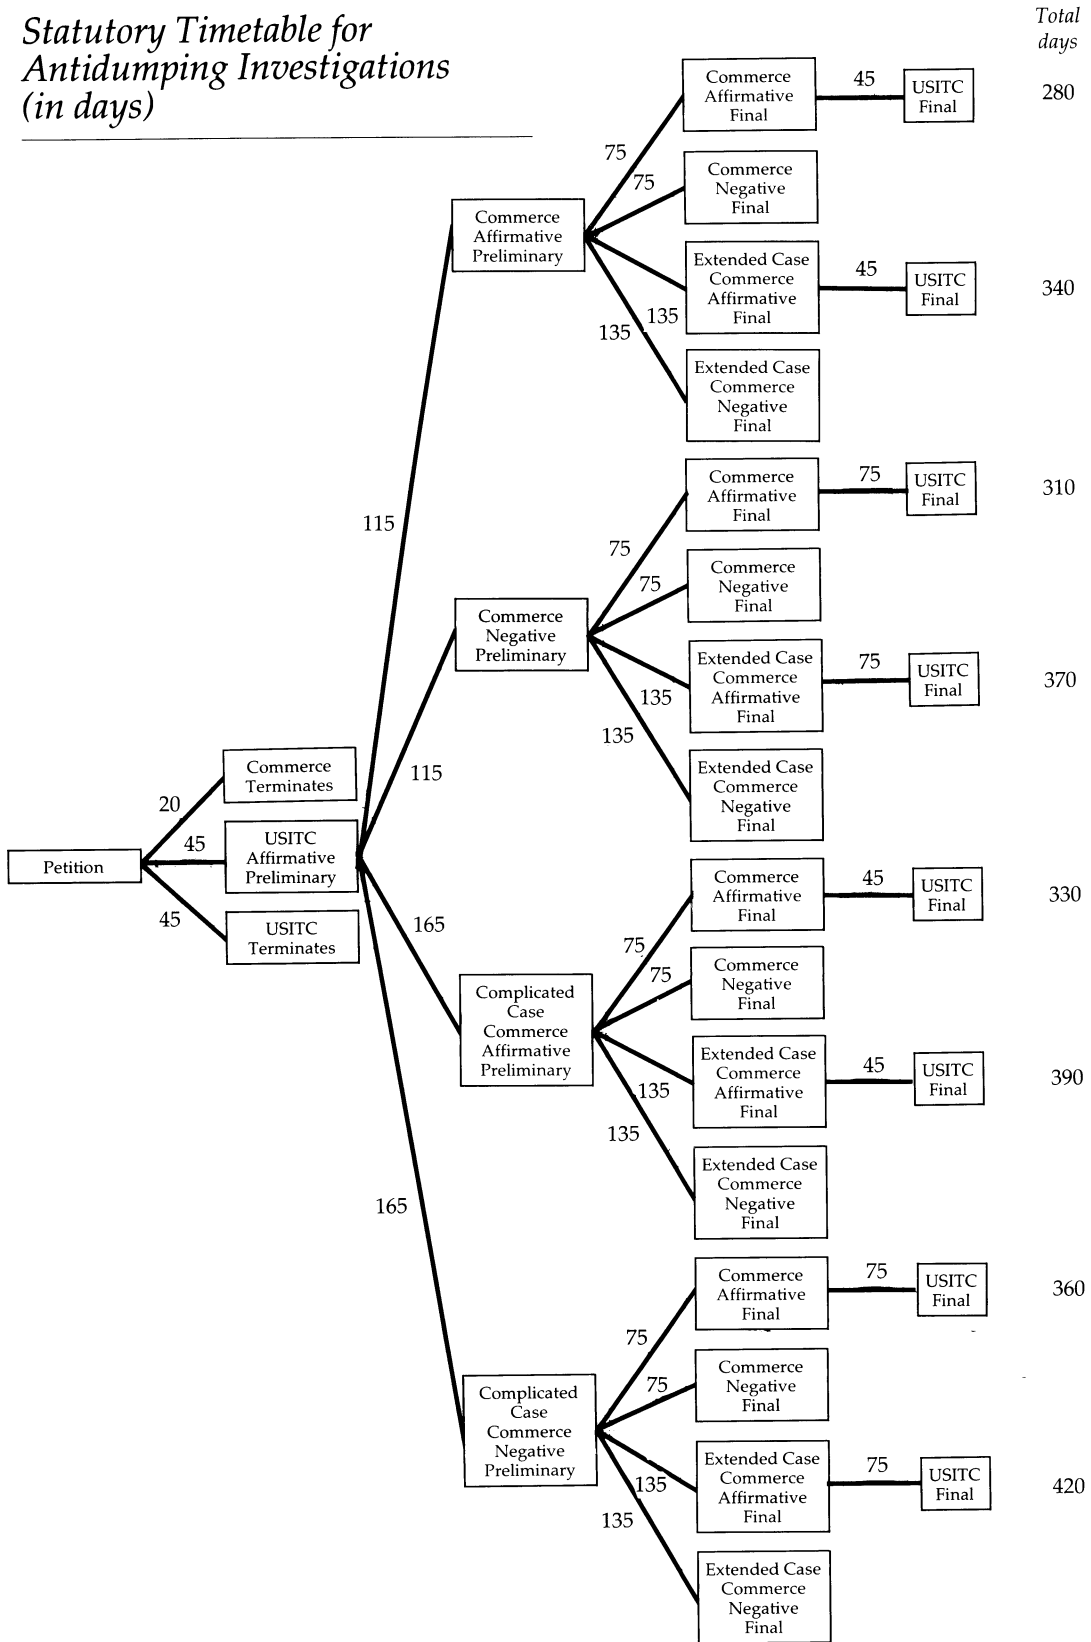 Statutory Timetable for
Antidumping Investigations
(in days)
Total
days
Petition
20
45
45
Commerce
Terminates
USITC
Affirmative
Preliminary
USITC
Terminates
115
115
165
165
Commerce
Affirmative
Preliminary
75
75
135
135
Commerce
Affirmative
Final
45
USITC
Final
280
Commerce
Negative
Final
Extended Case
Commerce
Affirmative
Final
45
USITC
Final
340
Extended Case
Commerce
Negative
Final
Commerce
Negative
Preliminary
75
75
135
135
Commerce
Affirmative
Final
75
USITC
Final
310
Commerce
Negative
Final
Extended Case
Commerce
Affirmative
Final
75
USITC
Final
370
Extended Case
Commerce
Negative
Final
Complicated
Case
Commerce
Affirmative
Preliminary
75
75
135
135
Commerce
Affirmative
Final
45
USITC
Final
330
Commerce
Negative
Final
Extended Case
Commerce
Affirmative
Final
45
USITC
Final
390
Extended Case
Commerce
Negative
Final
Complicated
Case
Commerce
Negative
Preliminary
75
75
135
135
Commerce
Affirmative
Final
75
USITC
Final
360
Commerce
Negative
Final
Extended Case
Commerce
Affirmative
Final
75
USITC
Final
420
Extended Case
Commerce
Negative
Final